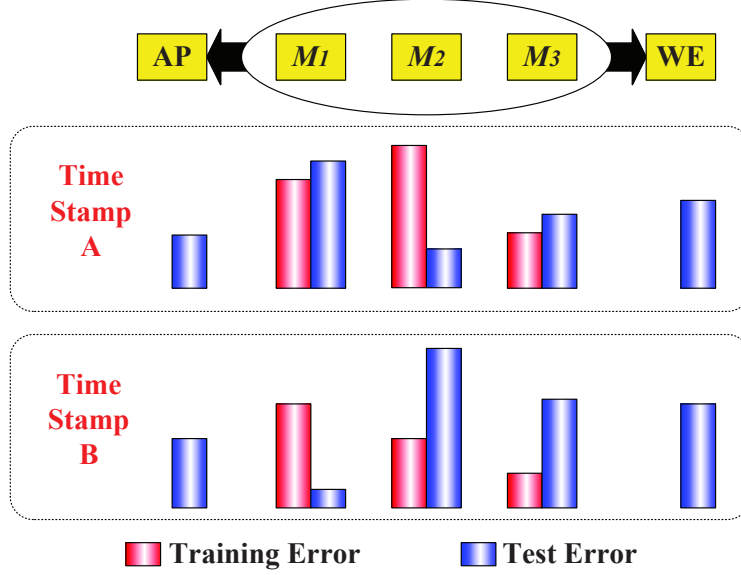 AP M1 M2 M3 WE
Time
Stamp
A
Time
Stamp
B
Training Error Test Error